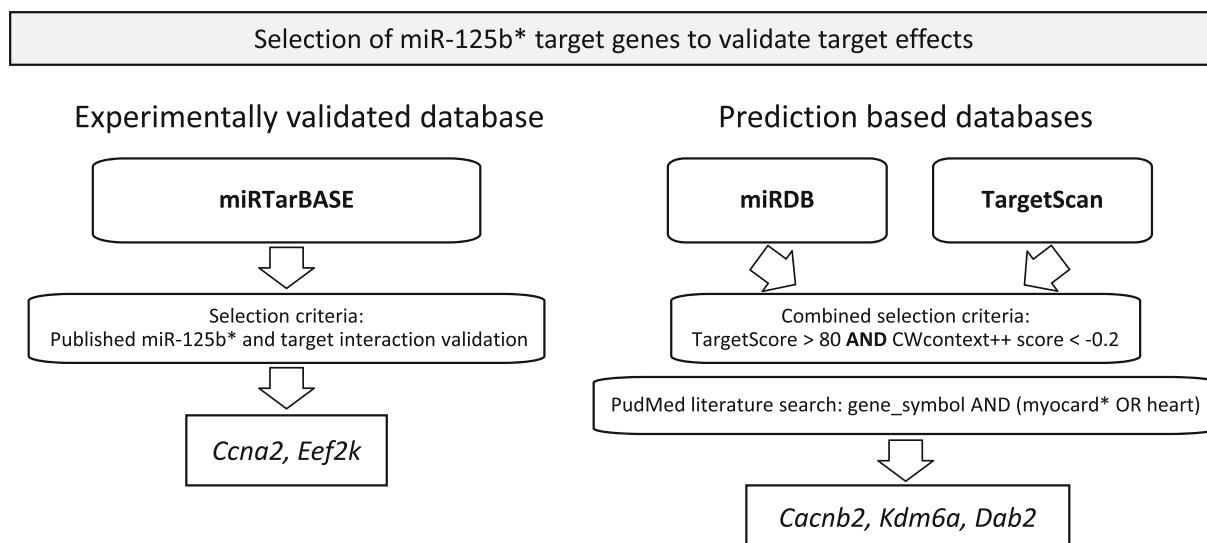 Selection of miR-125b* target genes to validate target effects
Experimentally validated database
miRTarBASE
Selection criteria:
Published miR-125b* and target interaction validation
Ccna2, Eef2k
Prediction based databases
miRDB
TargetScan
Combined selection criteria:
TargetScore > 80 AND CWcontext++ score < -0.2
PudMed literature search: gene_symbol AND (myocard* OR heart)
Cacnb2, Kdm6a, Dab2